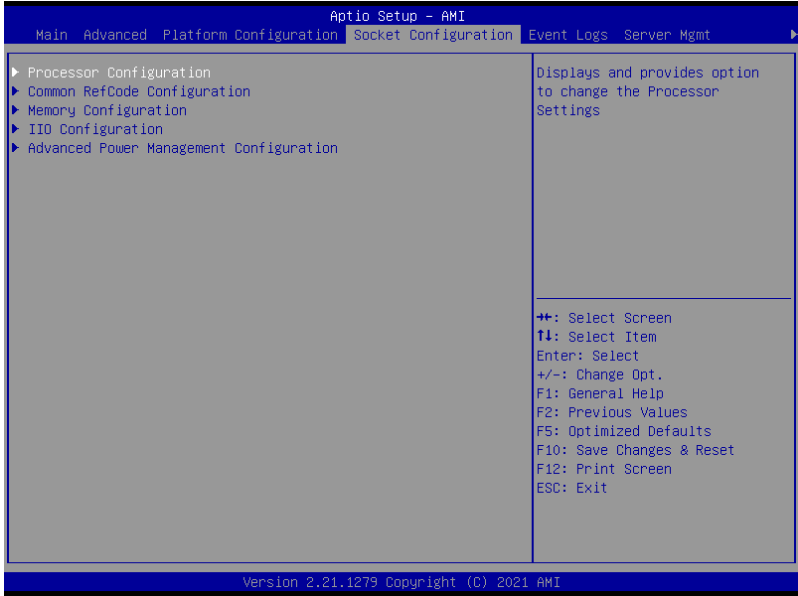 Aptio Setup – AMI
Main Advanced Platform Configuration Socket Configuration Event Logs Server Mgmt
Processor Configuration
Common RefCode Configuration
Memory Configuration
IIO Configuration
Advanced Power Management Configuration
Displays and provides option
to change the Processor
Settings
→←: Select Screen
↑↓: Select Item
Enter: Select
+/-: Change Opt.
F1: General Help
F2: Previous Values
F5: Optimized Defaults
F10: Save Changes & Reset
F12: Print Screen
ESC: Exit
Version 2.21.1279 Copyright (C) 2021 AMI